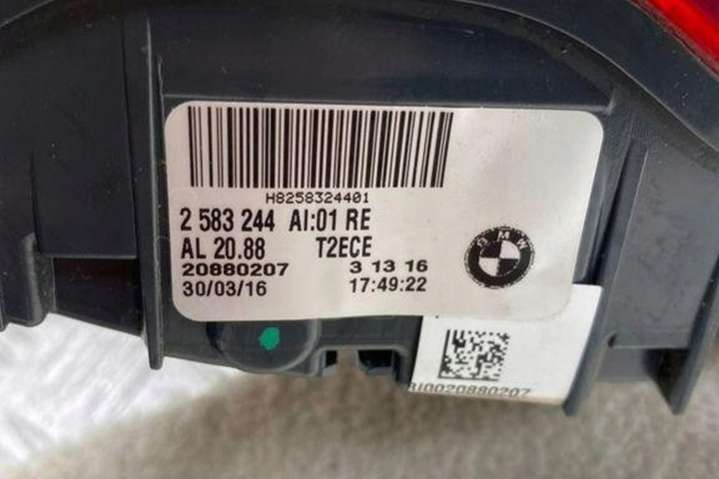 H8258324401
2 583 244 AI:01 RE
AL 20.88 T2ECE
20880207 3 13 16
30/03/16 17:49:22
BMW
810020880207